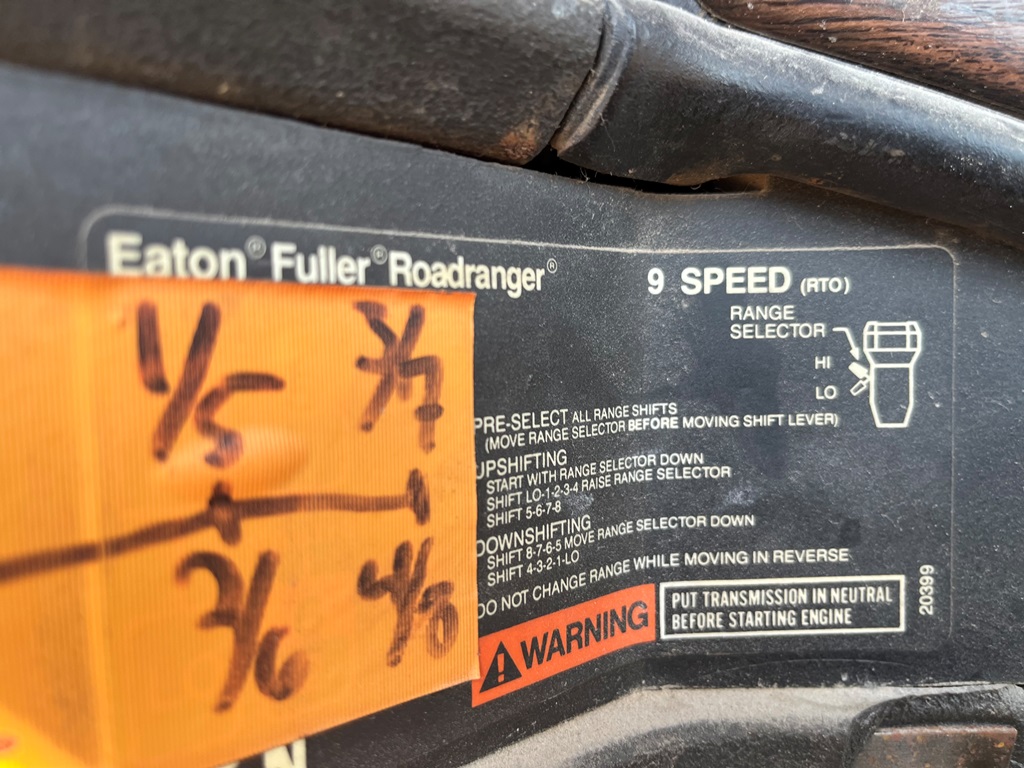 Eaton® Fuller® Roadranger®
9 SPEED (RTO)
RANGE
SELECTOR
HI
LO
1/5 3/7
2/6 4/8
PRE-SELECT ALL RANGE SHIFTS
(MOVE RANGE SELECTOR BEFORE MOVING SHIFT LEVER)
UPSHIFTING
START WITH RANGE SELECTOR DOWN
SHIFT LO-1-2-3-4 RAISE RANGE SELECTOR
SHIFT 5-6-7-8
DOWNSHIFTING
SHIFT 8-7-6-5 MOVE RANGE SELECTOR DOWN
SHIFT 4-3-2-1-LO
DO NOT CHANGE RANGE WHILE MOVING IN REVERSE
WARNING
PUT TRANSMISSION IN NEUTRAL
BEFORE STARTING ENGINE
20399